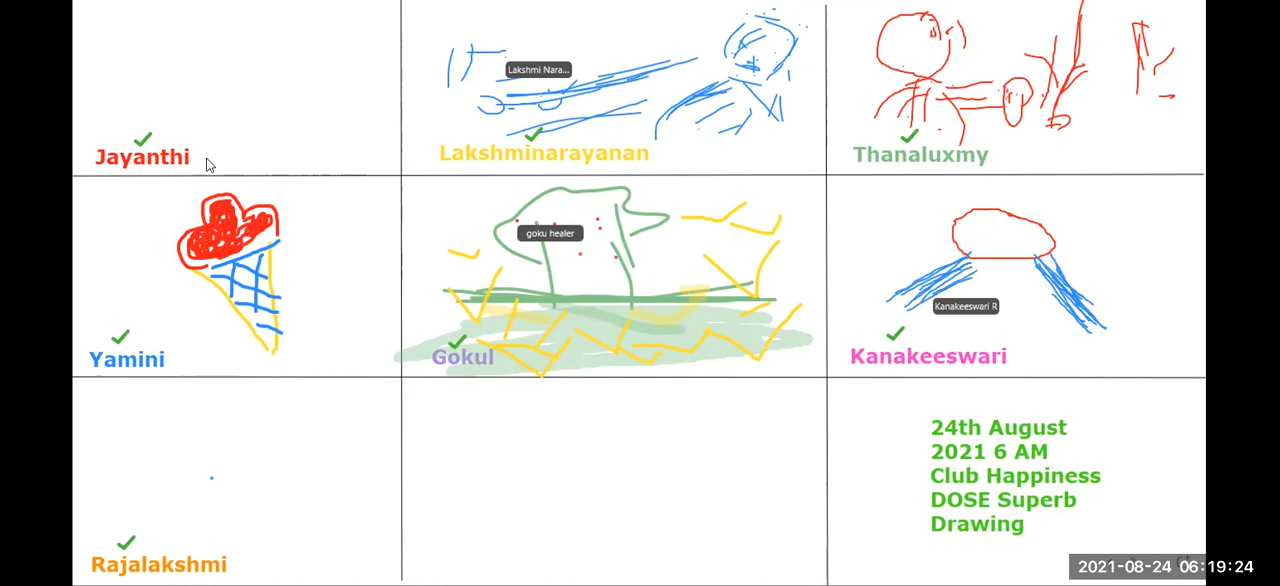 Lakshmi Nara...
Jayanthi
Lakshminarayanan
Thanaluxmy
goku healer
Kanakeeswari R
Yamini
Gokul
Kanakeeswari
24th August
2021 6 AM
Club Happiness
DOSE Superb
Drawing
Rajalakshmi
2021-08-24 06:19:24